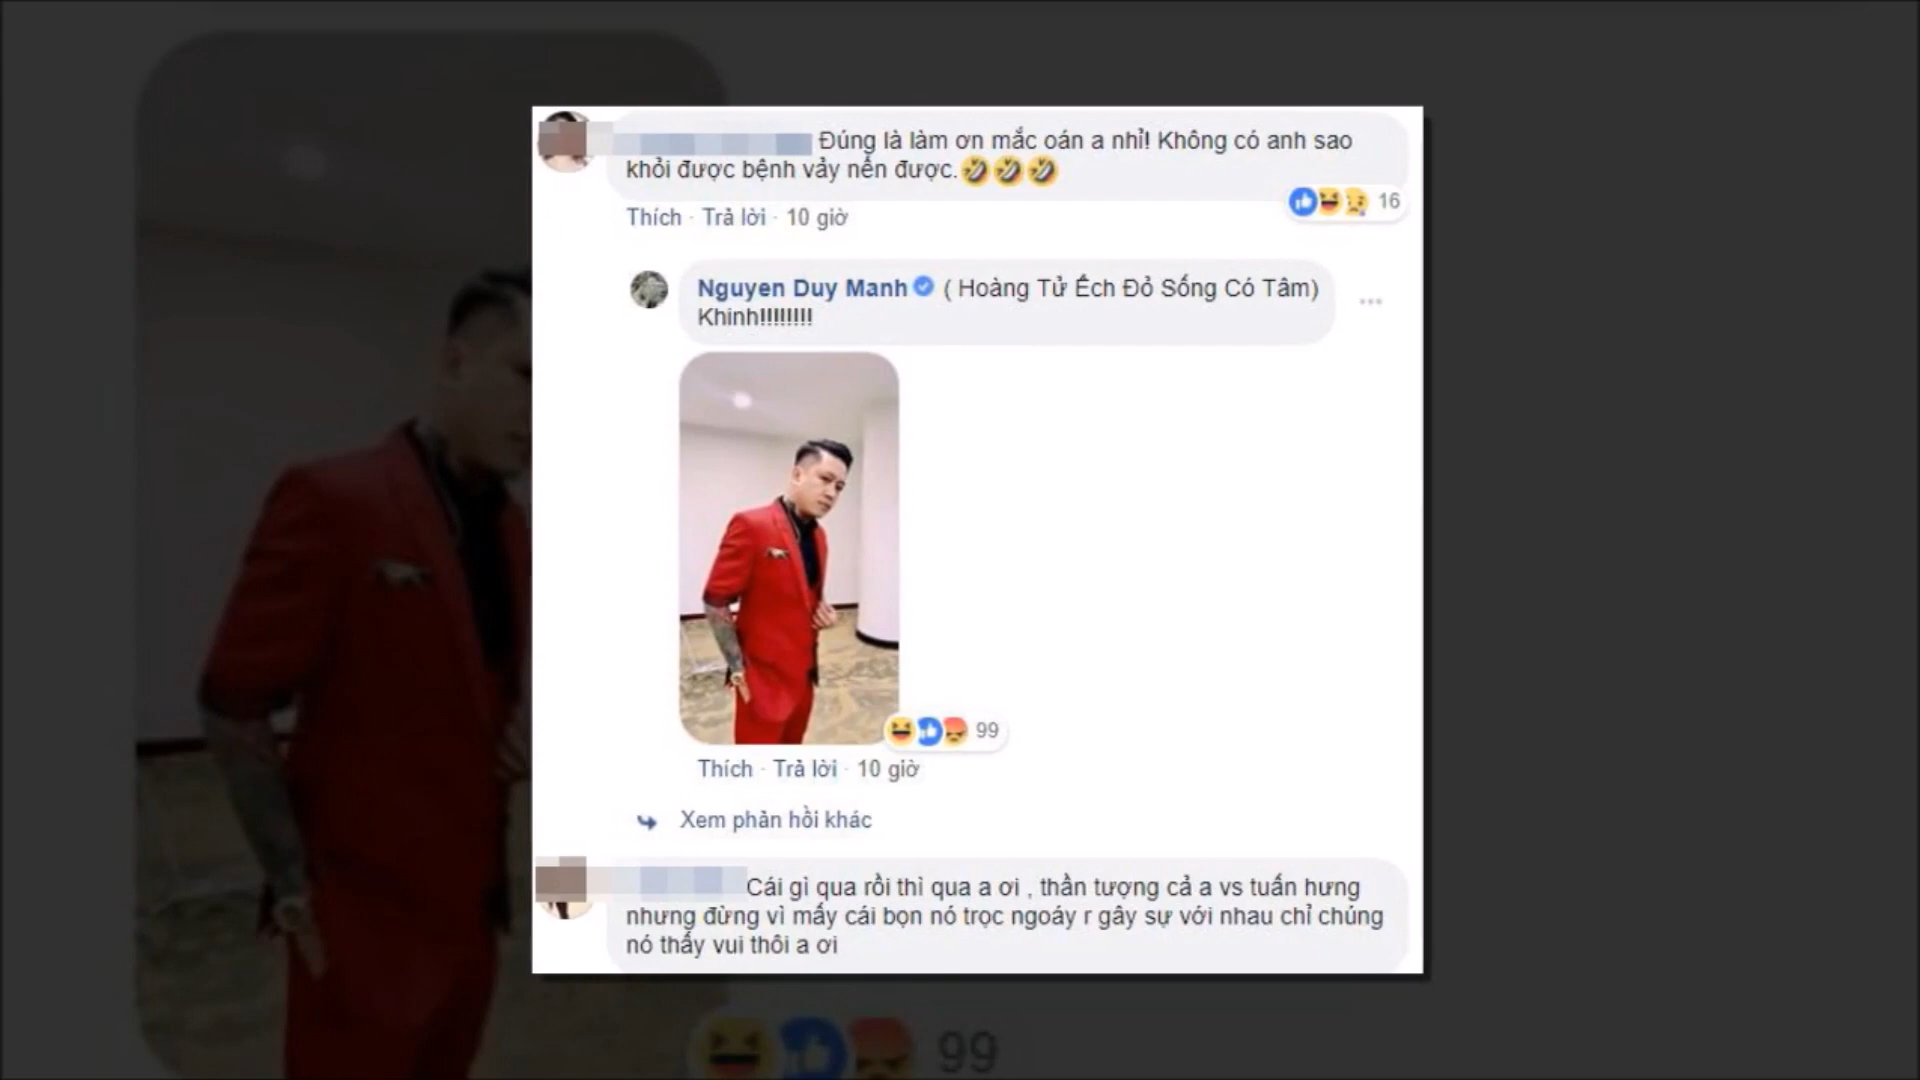 Đúng là làm ơn mắc oán a nhỉ! Không có anh sao
khỏi được bệnh vảy nến được.🤣🤣🤣
16
Thích · Trả lời · 10 giờ
Nguyen Duy Manh ( Hoàng Tử Ếch Đỏ Sống Có Tâm)
Khinh!!!!!!!!
99
Thích · Trả lời · 10 giờ
Xem phản hồi khác
Cái gì qua rồi thì qua a ơi , thần tượng cả a vs tuấn hưng
nhưng đừng vì mấy cái bọn nó trọc ngoáy r gây sự với nhau chỉ chúng
nó thấy vui thôi a ơi
99